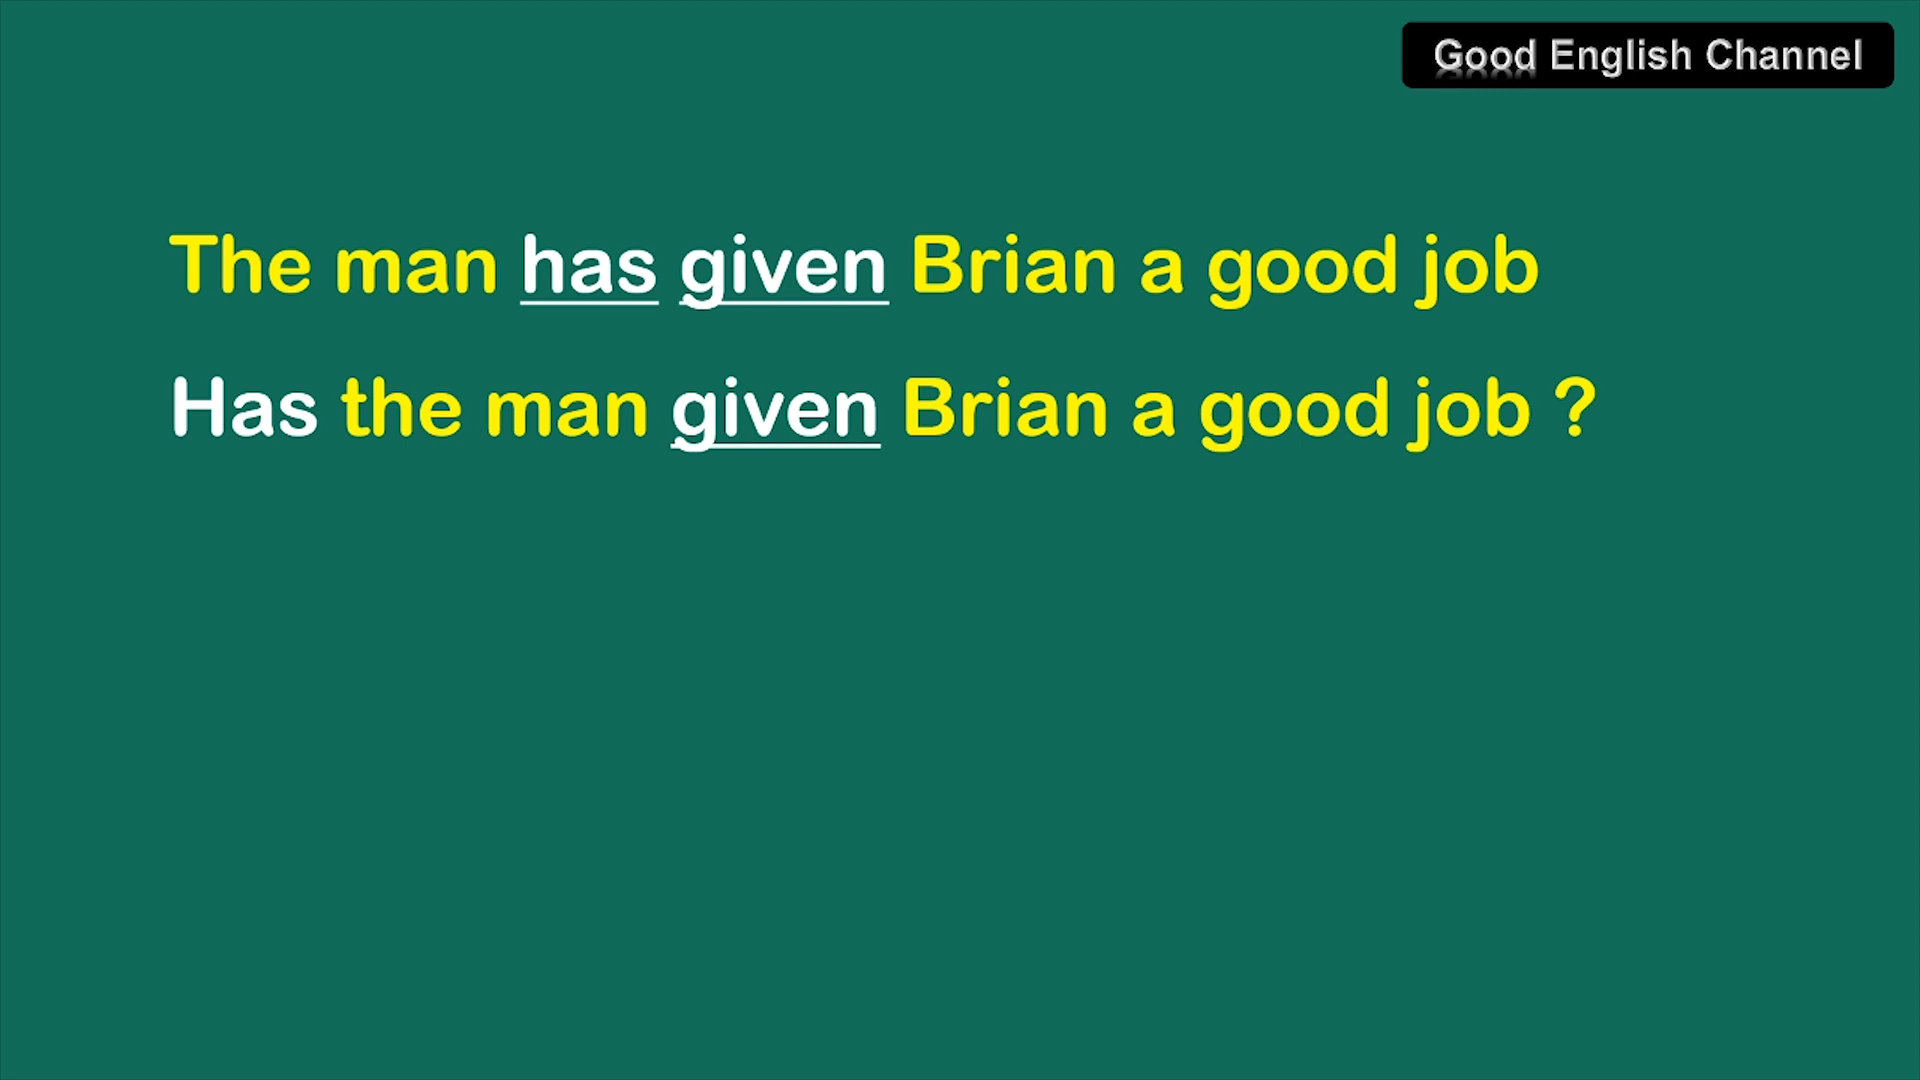 Good English Channel
The man has given Brian a good job
Has the man given Brian a good job ?